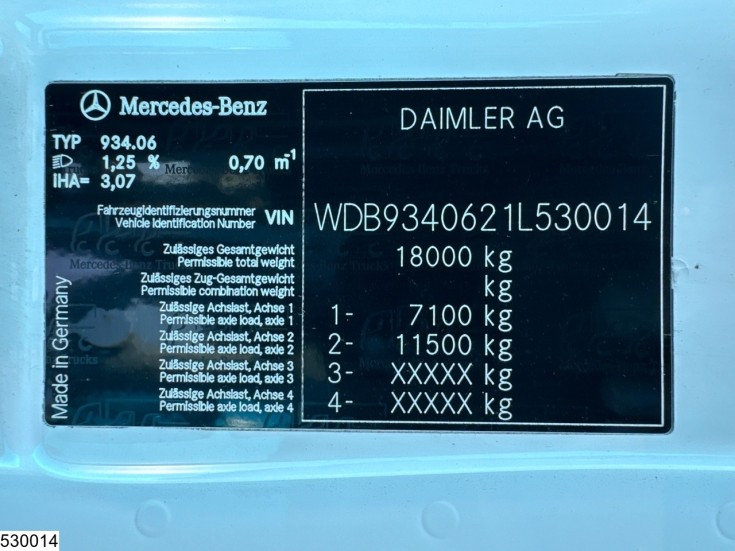 Mercedes-Benz
DAIMLER AG
TYP 934.06
1,25 % 0,70 m-1
IHA= 3,07
Fahrzeugidentifizierungsnummer
Vehicle Identification Number VIN WDB9340621L530014
Zulässiges Gesamtgewicht
Permissible total weight 18000 kg
Zulässiges Zug-Gesamtgewicht
Permissible combination weight kg
Zulässige Achslast, Achse 1
Permissible axle load, axle 1 1- 7100 kg
Zulässige Achslast, Achse 2
Permissible axle load, axle 2 2- 11500 kg
Zulässige Achslast, Achse 3
Permissible axle load, axle 3 3- XXXXX kg
Zulässige Achslast, Achse 4
Permissible axle load, axle 4 4- XXXXX kg
Made in Germany
530014